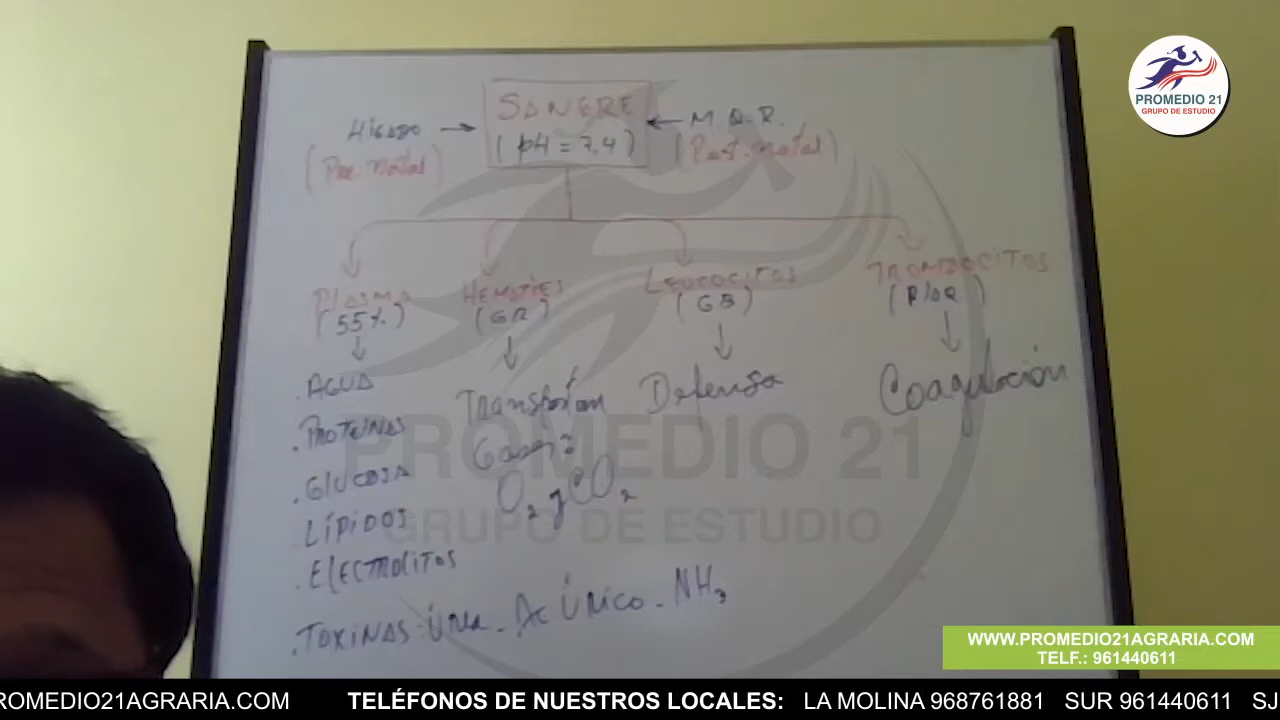 SANGRE
(pH = 7,4)
HÍGADO
(Pre-Natal)
M.O.R.
(Post-Natal)
PLASMA
(55%)
. AGUA
. PROTEINAS
. GLUCOSA
LÍPIDOS
. ELECTROLITOS
. TOXINAS: ÚREA - Ac ÚRICO - NH3
HEMATÍES
(GR)
TRANSPORTAN
Gases:
O2 y CO2
LEUCOCITOS
(GB)
Defensa
TROMBOCITOS
(PlaQ)
Coagulación
PROMEDIO 21
GRUPO DE ESTUDIO
PROMEDIO 21
GRUPO DE ESTUDIO
WWW.PROMEDIO21AGRARIA.COM
TELF.: 961440611
PROMEDIO21AGRARIA.COM TELÉFONOS DE NUESTROS LOCALES: LA MOLINA 968761881 SUR 961440611 SJ